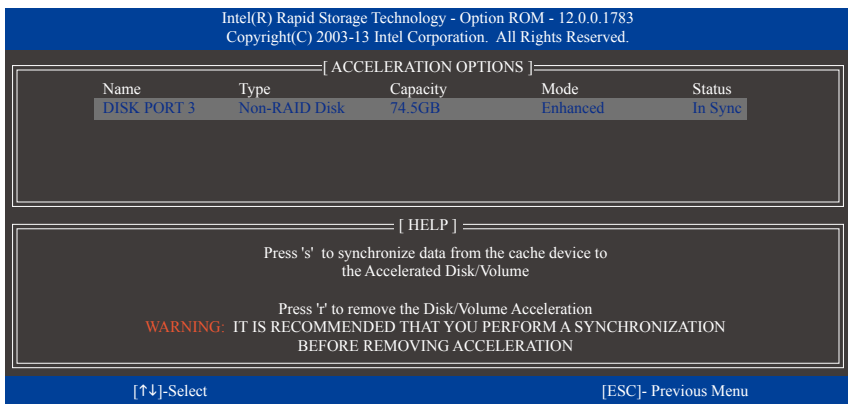 Intel(R) Rapid Storage Technology - Option ROM - 12.0.0.1783
Copyright(C) 2003-13 Intel Corporation. All Rights Reserved.
[ ACCELERATION OPTIONS ]
Name Type Capacity Mode Status
DISK PORT 3 Non-RAID Disk 74.5GB Enhanced In Sync
[ HELP ]
Press 's' to synchronize data from the cache device to
the Accelerated Disk/Volume
Press 'r' to remove the Disk/Volume Acceleration
WARNING: IT IS RECOMMENDED THAT YOU PERFORM A SYNCHRONIZATION
BEFORE REMOVING ACCELERATION
[↑↓]-Select [ESC]- Previous Menu